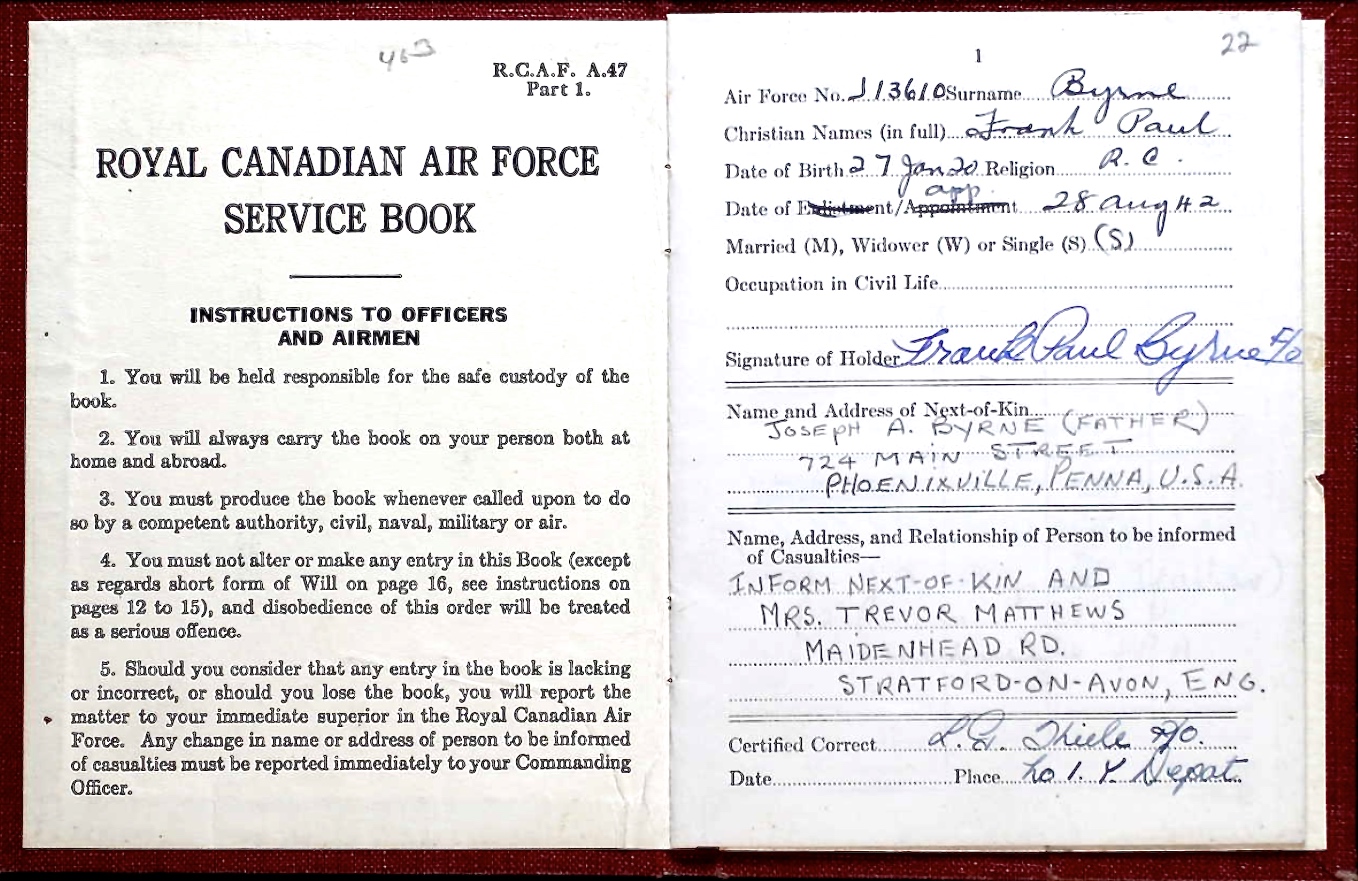 463
R.C.A.F. A.47
Part 1.
ROYAL CANADIAN AIR FORCE
SERVICE BOOK
INSTRUCTIONS TO OFFICERS
AND AIRMEN
1. You will be held responsible for the safe custody of the
book.
2. You will always carry the book on your person both at
home and abroad.
3. You must produce the book whenever called upon to do
so by a competent authority, civil, naval, military or air.
4. You must not alter or make any entry in this Book (except
as regards short form of Will on page 16, see instructions on
pages 12 to 15), and disobedience of this order will be treated
as a serious offence.
5. Should you consider that any entry in the book is lacking
or incorrect, or should you lose the book, you will report the
matter to your immediate superior in the Royal Canadian Air
Force. Any change in name or address of person to be informed
of casualties must be reported immediately to your Commanding
Officer.
1
22
Air Force No. J13610 Surname Byrne
Christian Names (in full) Frank Paul
Date of Birth 27 Jan 20 Religion R.C.
app
Date of Enlistment/Appointment 28 Aug 42
Married (M), Widower (W) or Single (S) (S)
Occupation in Civil Life
Signature of Holder Frank Paul Byrne F/O
Name and Address of Next-of-Kin
JOSEPH A. BYRNE (FATHER)
724 MAIN STREET
PHOENIXVILLE, PENNA, U.S.A.
Name, Address, and Relationship of Person to be informed
of Casualties—
INFORM NEXT-OF-KIN AND
MRS. TREVOR MATTHEWS
MAIDENHEAD RD.
STRATFORD-ON-AVON, ENG.
Certified Correct L.G. Thiele F/O.
Date Place No 1. Y Depot